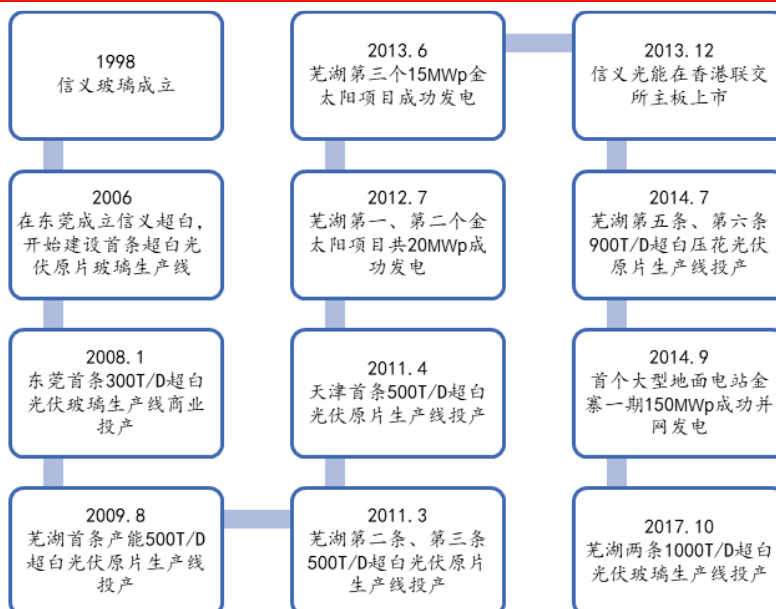 1998
信义玻璃成立
2006
在东莞成立信义超白,
开始建设首条超白光
伏原片玻璃生产线
2008.1
东莞首条300T/D超白
光伏玻璃生产线商业
投产
2009.8
芜湖首条产能500T/D
超白光伏原片生产线
投产
2011.3
芜湖第二条、第三条
500T/D超白光伏原片
生产线投产
2011.4
天津首条500T/D超白
光伏原片生产线投产
2012.7
芜湖第一、第二个金
太阳项目共20MWp成
功发电
2013.6
芜湖第三个15MWp金
太阳项目成功发电
2013.12
信义光能在香港联交
所主板上市
2014.7
芜湖第五条、第六条
900T/D超白压花光伏
原片生产线投产
2014.9
首个大型地面电站金
寨一期150MWp成功并
网发电
2017.10
芜湖两条1000T/D超白
光伏玻璃生产线投产